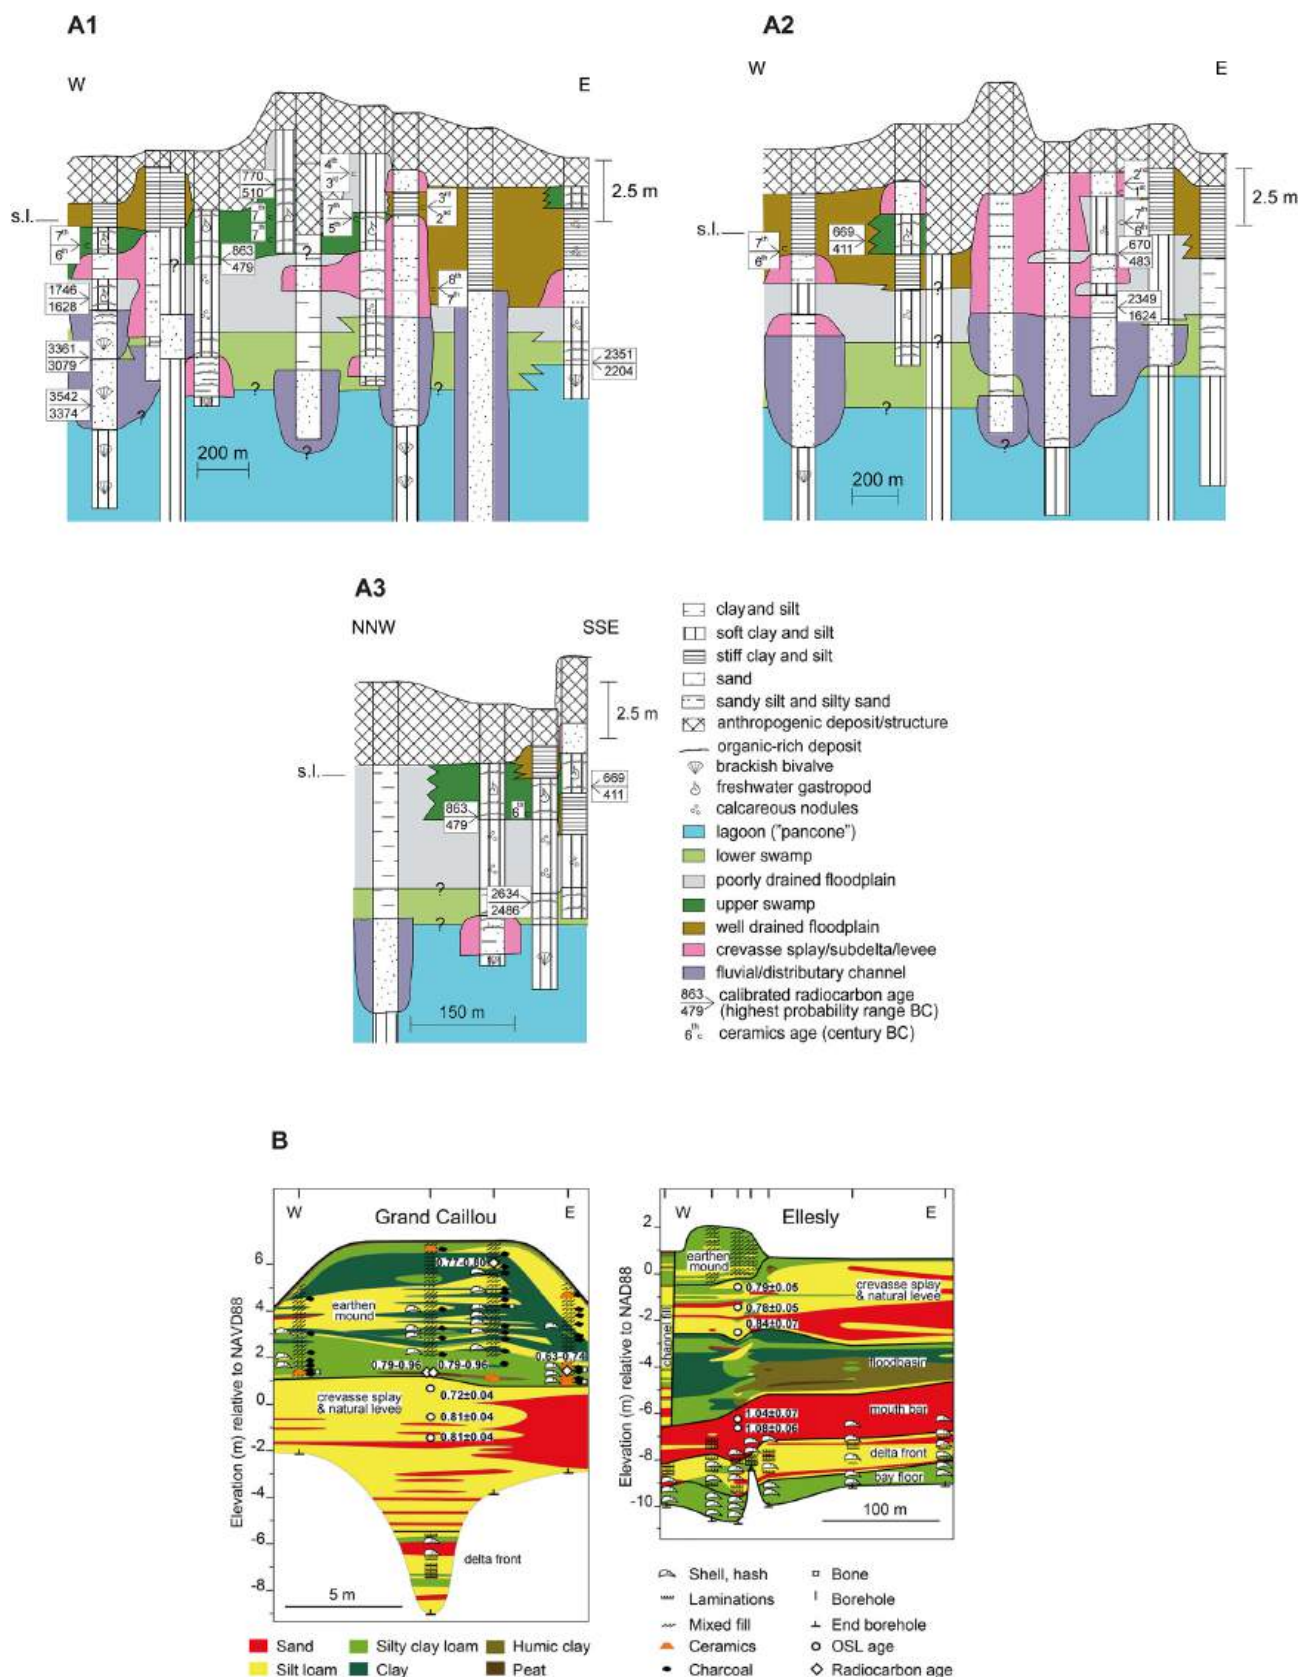 A1
W
E
770
510
4th
3rd
7th
7th
7th
5th
2nd
3rd
2nd
2.5 m
s.l.
7th
6th
863
479
8th
7th
1746
1628
3361
3079
3542
3374
2351
2204
?
?
?
?
?
?
?
200 m
A2
W
E
2nd
1st
7th
6th
2.5 m
s.l.
7th
6th
669
411
670
483
2349
1624
?
?
?
?
200 m
A3
NNW
SSE
2.5 m
s.l.
669
411
863
479
6th
2634
2486
?
?
150 m
clay and silt
soft clay and silt
stiff clay and silt
sand
sandy silt and silty sand
anthropogenic deposit/structure
organic-rich deposit
brackish bivalve
freshwater gastropod
calcareous nodules
lagoon ("pancone")
lower swamp
poorly drained floodplain
upper swamp
well drained floodplain
crevasse splay/subdelta/levee
fluvial/distributary channel
863
479
calibrated radiocarbon age
(highest probability range BC)
6th c
ceramics age (century BC)
B
W
Grand Caillou
E
Elevation (m) relative to NAVD88
6
4
2
0
-2
-4
-6
-8
0.77-0.80
earthen
mound
0.79-0.96
0.79-0.96
0.63-0.74
crevasse splay
& natural levee
0.72±0.04
0.81±0.04
0.81±0.04
delta front
5 m
W
Ellesly
E
Elevation (m) relative to NAD88
2
0
-2
-4
-6
-8
-10
earthen
mound
0.79±0.05
0.78±0.05
0.84±0.07
crevasse splay
& natural levee
channel fill
floodbasin
mouth bar
1.04±0.07
1.08±0.06
delta front
bay floor
100 m
Sand
Silt loam
Silty clay loam
Clay
Humic clay
Peat
Shell, hash
Laminations
Mixed fill
Ceramics
Charcoal
Bone
Borehole
End borehole
OSL age
Radiocarbon age